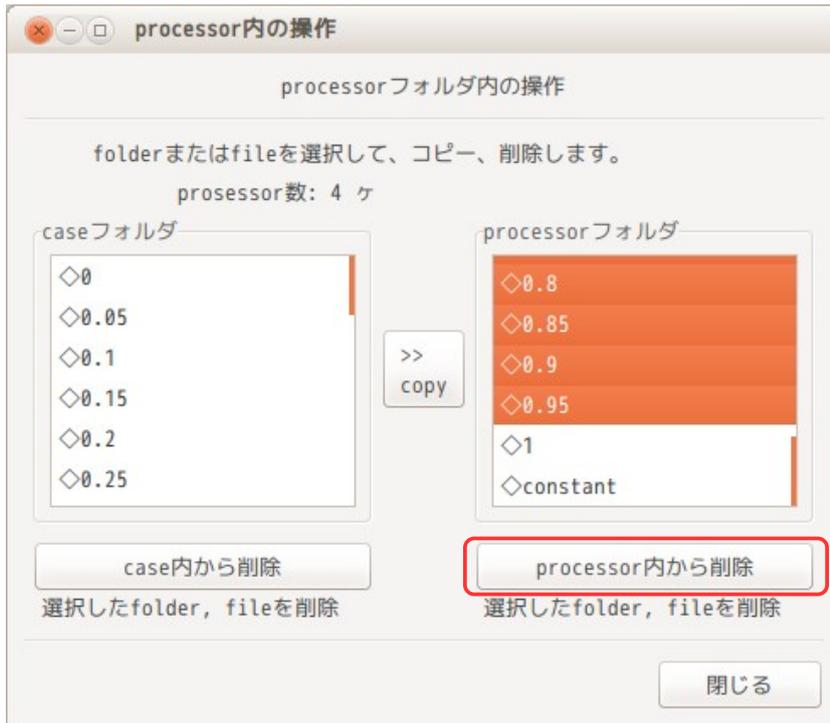 processor内の操作
processorフォルダ内の操作
folderまたはfileを選択して、コピー、削除します。
prosessor数: 4 ヶ
caseフォルダ
◇0
◇0.05
◇0.1
◇0.15
◇0.2
◇0.25
>>
copy
processorフォルダ
◇0.8
◇0.85
◇0.9
◇0.95
◇1
◇constant
case内から削除
選択したfolder, fileを削除
processor内から削除
選択したfolder, fileを削除
閉じる